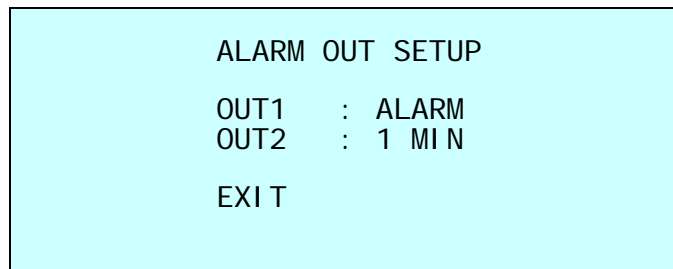 ALARM OUT SETUP
OUT1 : ALARM
OUT2 : 1 MIN
EXIT